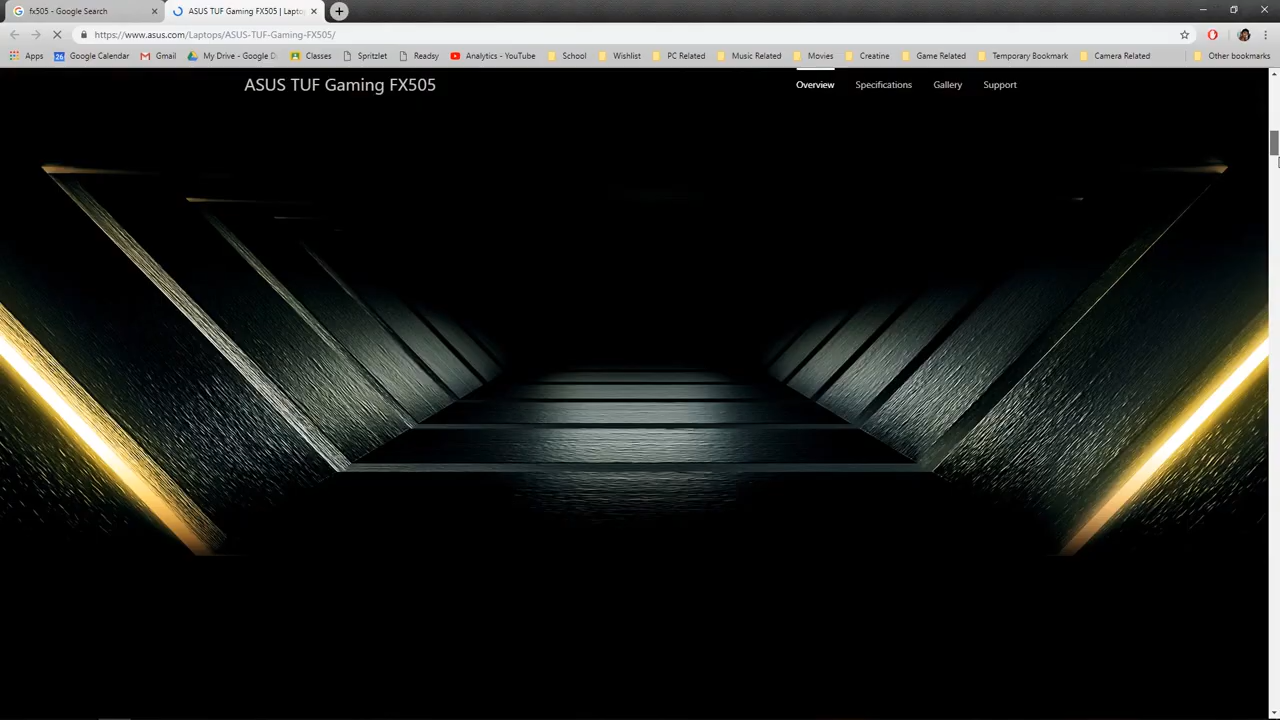 fx505 - Google Search
ASUS TUF Gaming FX505 | Lapto
https://www.asus.com/Laptops/ASUS-TUF-Gaming-FX505/
Apps
26
Google Calendar
Gmail
My Drive - Google D
Classes
Spritzlet
Readsy
Analytics - YouTube
School
Wishlist
PC Related
Music Related
Movies
Creatine
Game Related
Temporary Bookmark
Camera Related
Other bookmarks
ASUS TUF Gaming FX505
Overview
Specifications
Gallery
Support